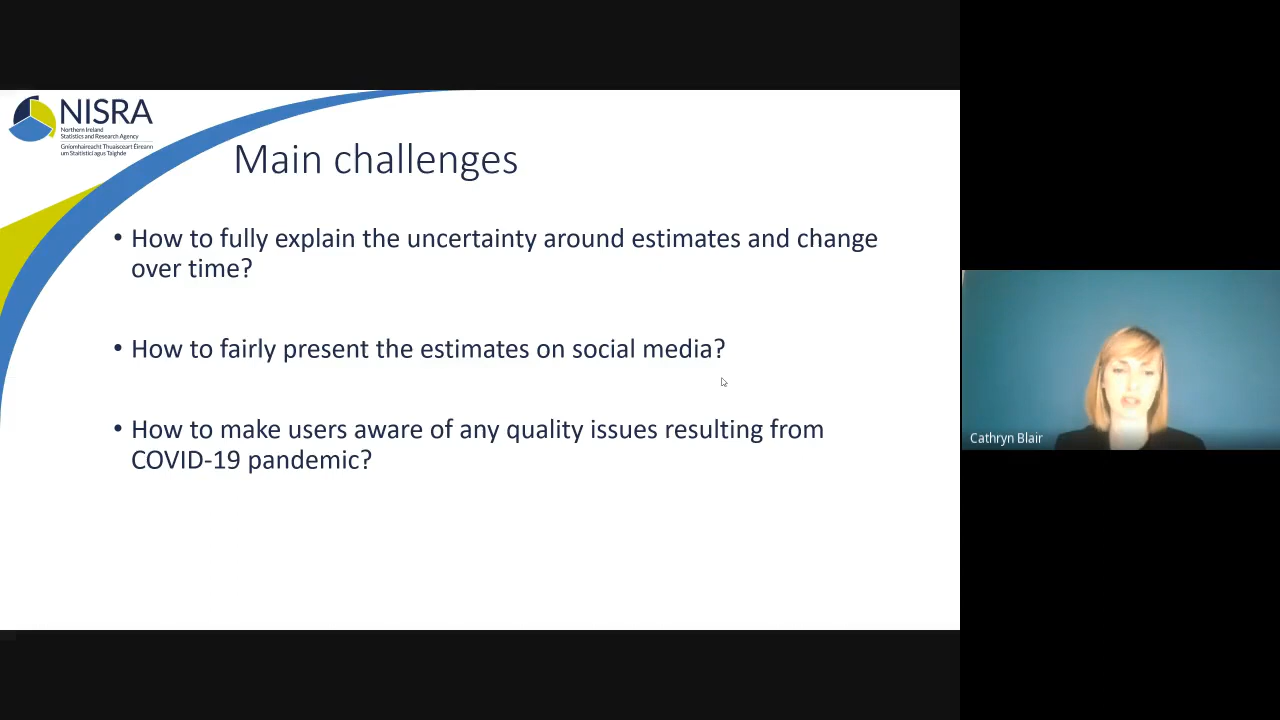 NISRA
Northern Ireland
Statistics and Research Agency
Gníomhaireacht Thuaisceart Éireann
um Staitisticí agus Taighde
Main challenges
• How to fully explain the uncertainty around estimates and change
over time?
• How to fairly present the estimates on social media?
• How to make users aware of any quality issues resulting from
COVID-19 pandemic?
Cathryn Blair